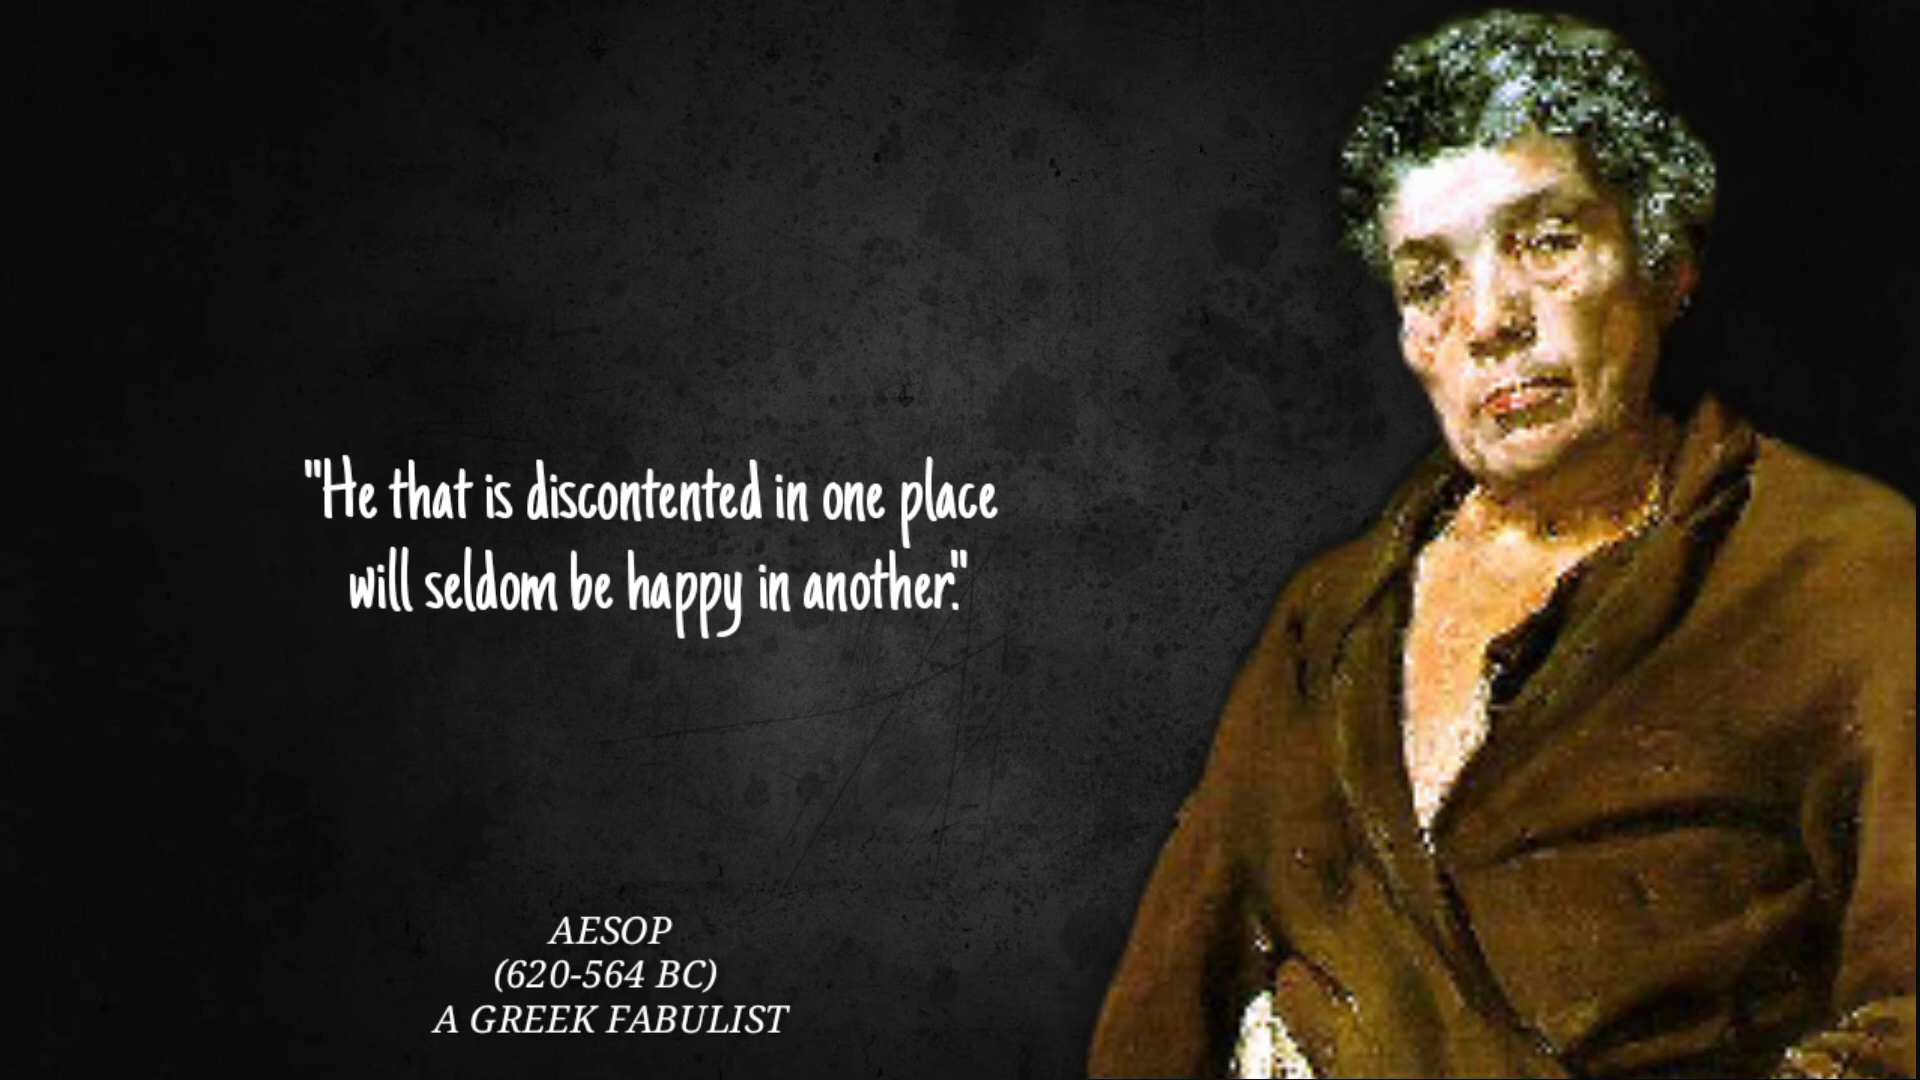 "He that is discontented in one place
will seldom be happy in another."
AESOP
(620-564 BC)
A GREEK FABULIST